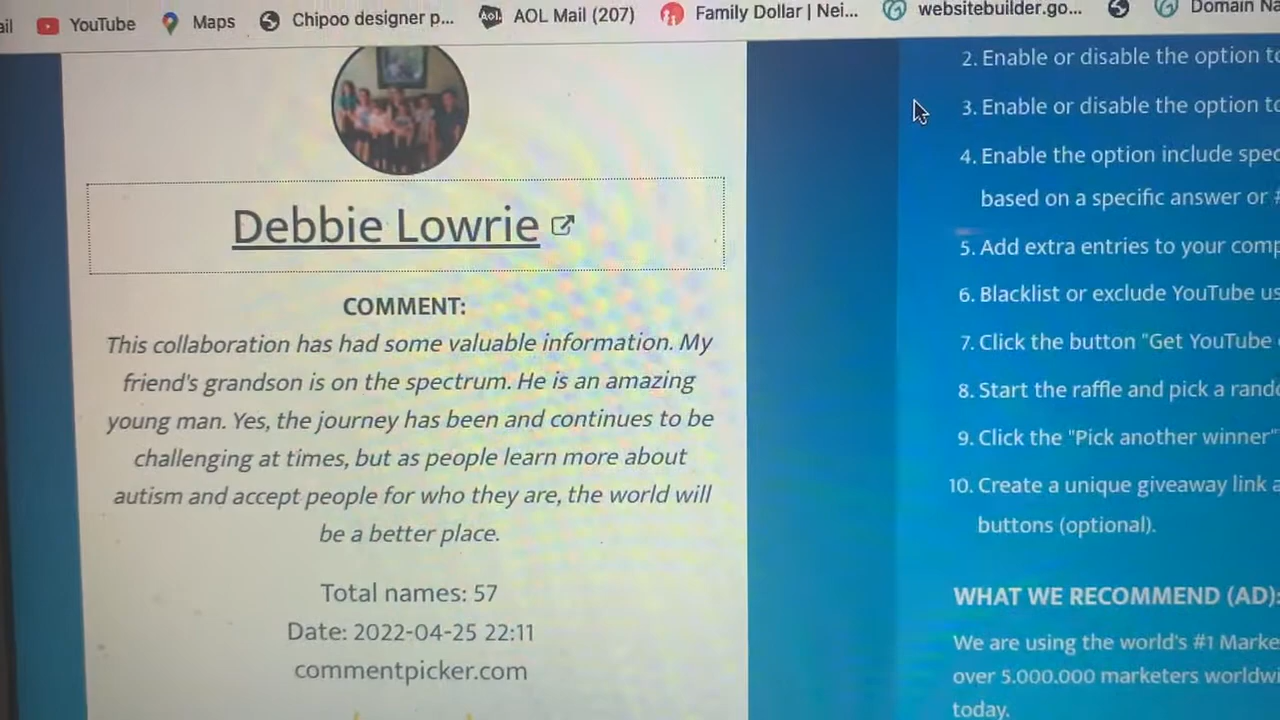 ail YouTube Maps Chipoo designer p... AOL Mail (207) Family Dollar | Nei... websitebuilder.go... Domain Na
Debbie Lowrie
COMMENT:
This collaboration has had some valuable information. My
friend's grandson is on the spectrum. He is an amazing
young man. Yes, the journey has been and continues to be
challenging at times, but as people learn more about
autism and accept people for who they are, the world will
be a better place.
Total names: 57
Date: 2022-04-25 22:11
commentpicker.com
2. Enable or disable the option to
3. Enable or disable the option to
4. Enable the option include spec
based on a specific answer or #
5. Add extra entries to your comp
6. Blacklist or exclude YouTube us
7. Click the button "Get YouTube
8. Start the raffle and pick a rando
9. Click the "Pick another winner"
10. Create a unique giveaway link a
buttons (optional).
WHAT WE RECOMMEND (AD):
We are using the world's #1 Marke
over 5.000.000 marketers worldwi
today.